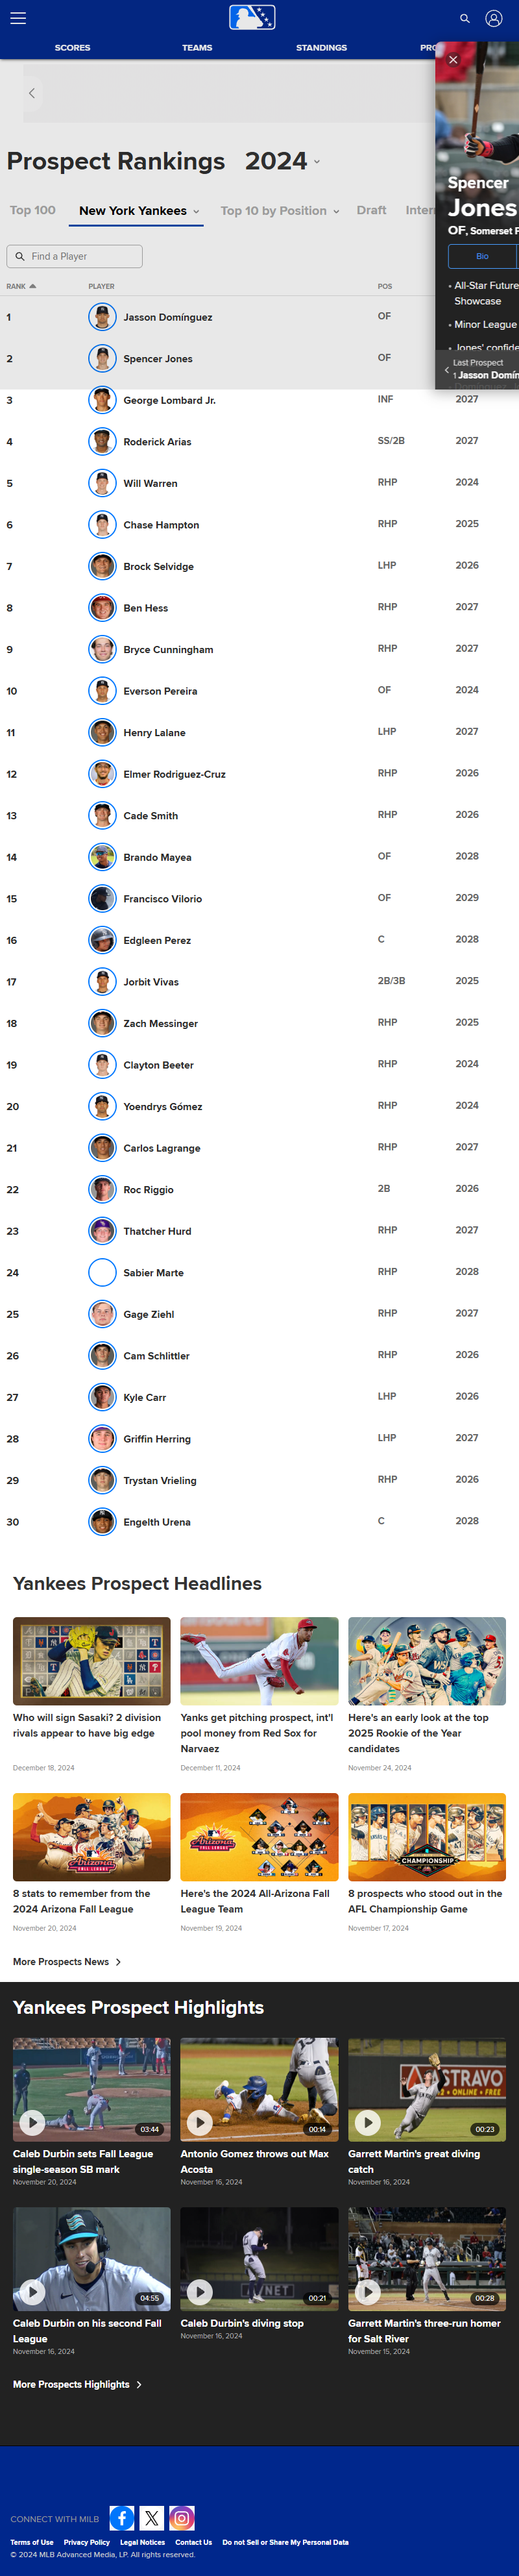 SCORES TEAMS STANDINGS PRO
Prospect Rankings 2024
Top 100 New York Yankees Top 10 by Position Draft Intern
Find a Player
RANK PLAYER POS
1 Jasson Domínguez OF
2 Spencer Jones OF
3 George Lombard Jr. INF 2027
4 Roderick Arias SS/2B 2027
5 Will Warren RHP 2024
6 Chase Hampton RHP 2025
7 Brock Selvidge LHP 2026
8 Ben Hess RHP 2027
9 Bryce Cunningham RHP 2027
10 Everson Pereira OF 2024
11 Henry Lalane LHP 2027
12 Elmer Rodriguez-Cruz RHP 2026
13 Cade Smith RHP 2026
14 Brando Mayea OF 2028
15 Francisco Vilorio OF 2029
16 Edgleen Perez C 2028
17 Jorbit Vivas 2B/3B 2025
18 Zach Messinger RHP 2025
19 Clayton Beeter RHP 2024
20 Yoendrys Gómez RHP 2024
21 Carlos Lagrange RHP 2027
22 Roc Riggio 2B 2026
23 Thatcher Hurd RHP 2027
24 Sabier Marte RHP 2028
25 Gage Ziehl RHP 2027
26 Cam Schlittler RHP 2026
27 Kyle Carr LHP 2026
28 Griffin Herring LHP 2027
29 Trystan Vrieling RHP 2026
30 Engelth Urena C 2028
Spencer
Jones
OF, Somerset P
Bio
• All-Star Future
Showcase
• Minor League
• Jones' confide
Last Prospect
1 Jasson Domín
Yankees Prospect Headlines
Who will sign Sasaki? 2 division
rivals appear to have big edge
December 18, 2024
Yanks get pitching prospect, int'l
pool money from Red Sox for
Narvaez
December 11, 2024
Here's an early look at the top
2025 Rookie of the Year
candidates
November 24, 2024
Arizona
FALL LEAGUE
8 stats to remember from the
2024 Arizona Fall League
November 20, 2024
Arizona
FALL LEAGUE
Here's the 2024 All-Arizona Fall
League Team
November 19, 2024
CHAMPIONSHIP
8 prospects who stood out in the
AFL Championship Game
November 17, 2024
More Prospects News
Yankees Prospect Highlights
03:44
Caleb Durbin sets Fall League
single-season SB mark
November 20, 2024
00:14
Antonio Gomez throws out Max
Acosta
November 16, 2024
STRAVO
ONLINE • FREE
00:23
Garrett Martin's great diving
catch
November 16, 2024
04:55
Caleb Durbin on his second Fall
League
November 16, 2024
NET
00:21
Caleb Durbin's diving stop
November 16, 2024
00:28
Garrett Martin's three-run homer
for Salt River
November 15, 2024
More Prospects Highlights
CONNECT WITH MILB
Terms of Use Privacy Policy Legal Notices Contact Us Do not Sell or Share My Personal Data
© 2024 MLB Advanced Media, LP. All rights reserved.